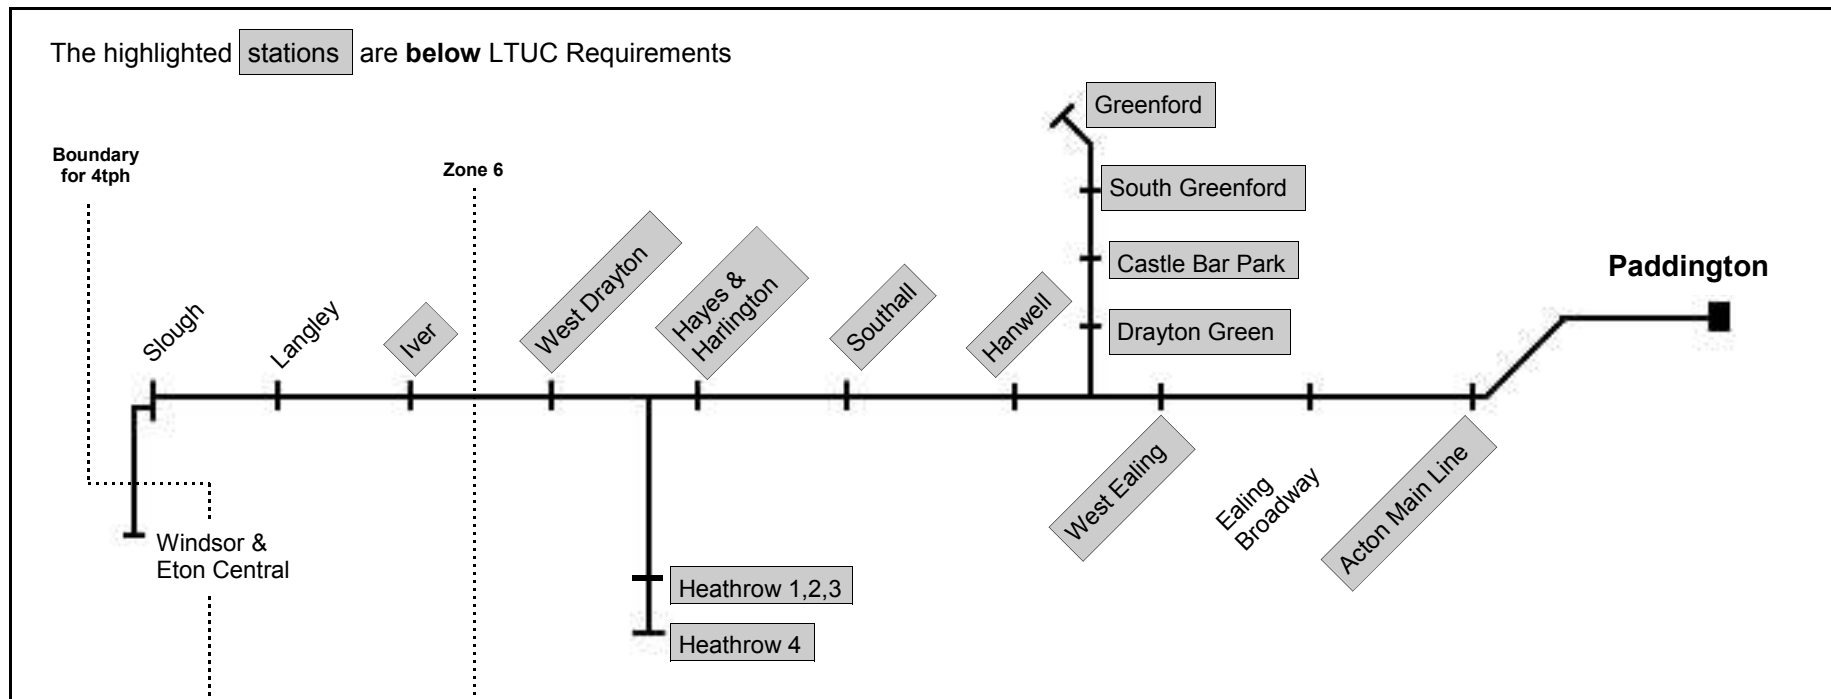 The highlighted stations are below LTUC Requirements
Boundary
for 4tph
Zone 6
Greenford
South Greenford
Castle Bar Park
Drayton Green
Paddington
Slough
Langley
Iver
West Drayton
Hayes &
Harlington
Southall
Hanwell
West Ealing
Ealing
Broadway
Acton Main Line
Windsor &
Eton Central
Heathrow 1,2,3
Heathrow 4